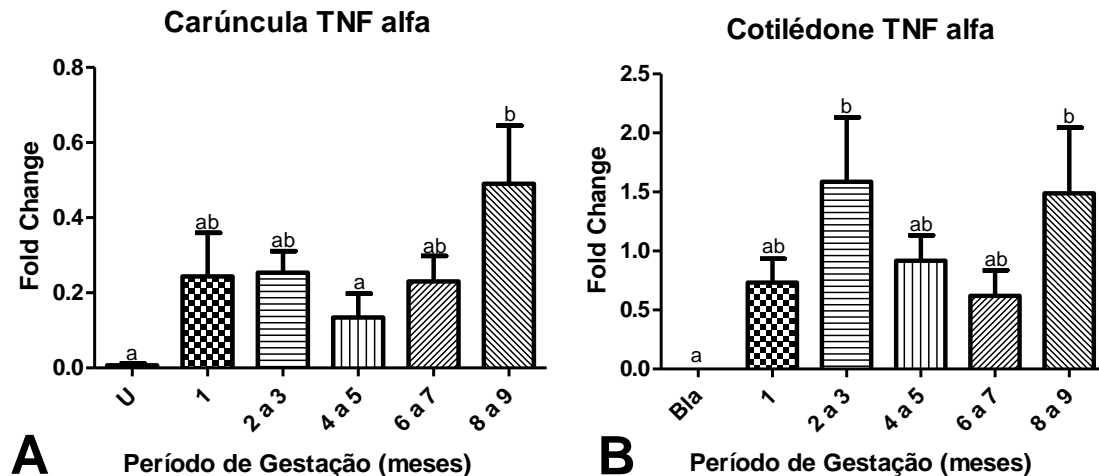 Carúncula TNF alfa
Fold Change
0.8
0.6
0.4
0.2
0.0
a
ab
ab
a
ab
b
U
1
2 a 3
4 a 5
6 a 7
8 a 9
A
Período de Gestação (meses)
Cotilédone TNF alfa
Fold Change
2.5
2.0
1.5
1.0
0.5
0.0
a
ab
b
ab
ab
b
Bla
1
2 a 3
4 a 5
6 a 7
8 a 9
B
Período de Gestação (meses)